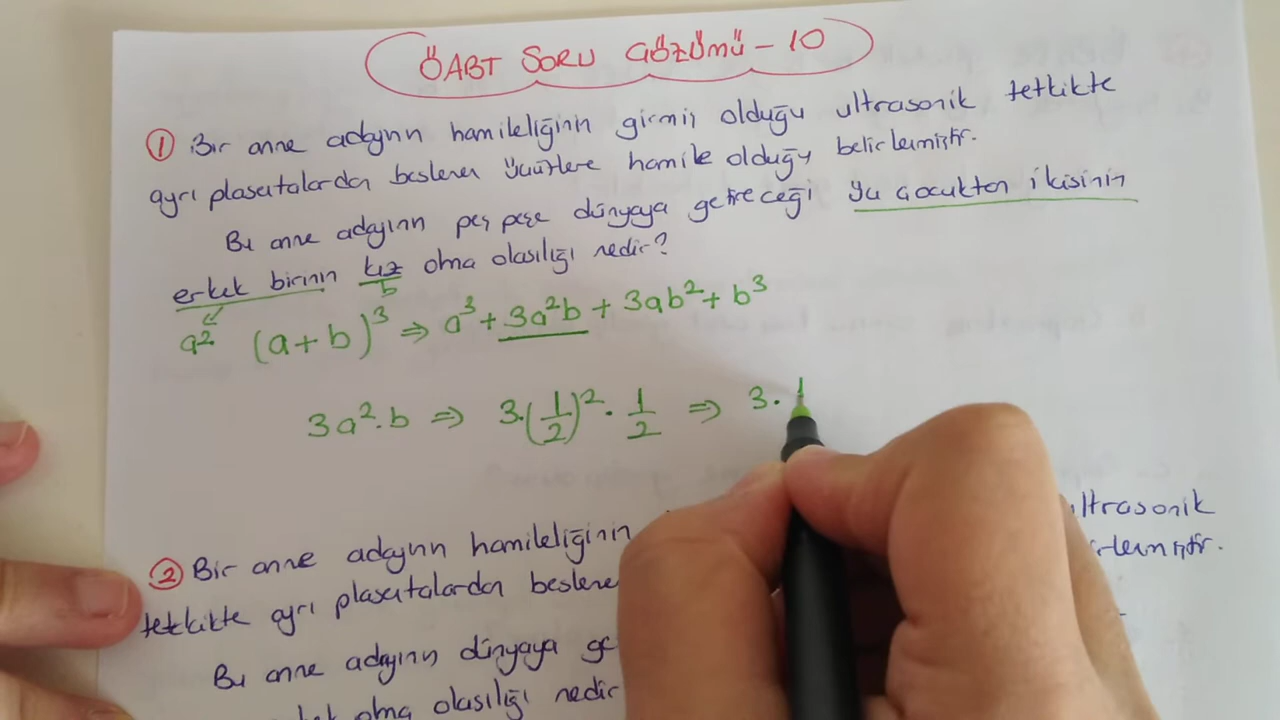 ÖABT SORU ÇÖZÜMÜ - 10
① Bir anne adayının hamileliğinin girmiş olduğu ultrasonik tetkikte
ayrı plasentalardan beslenen üçüzlere hamile olduğu belirlenmiştir.
Bu anne adayının peş peşe dünyaya getireceği üç çocuktan ikisinin
erkek birinin kız olma olasılığı nedir?
b
a² (a+b)³ ⇒ a³ + 3a²b + 3ab² + b³
3a².b ⇒ 3.(1/2)² . 1/2 ⇒ 3. 1
② Bir anne adayının hamileliğinin ultrasonik
tetkikte ayrı plasentalardan beslene rlenmiştir.
Bu anne adayının dünyaya ge
olma olasılığı nedir